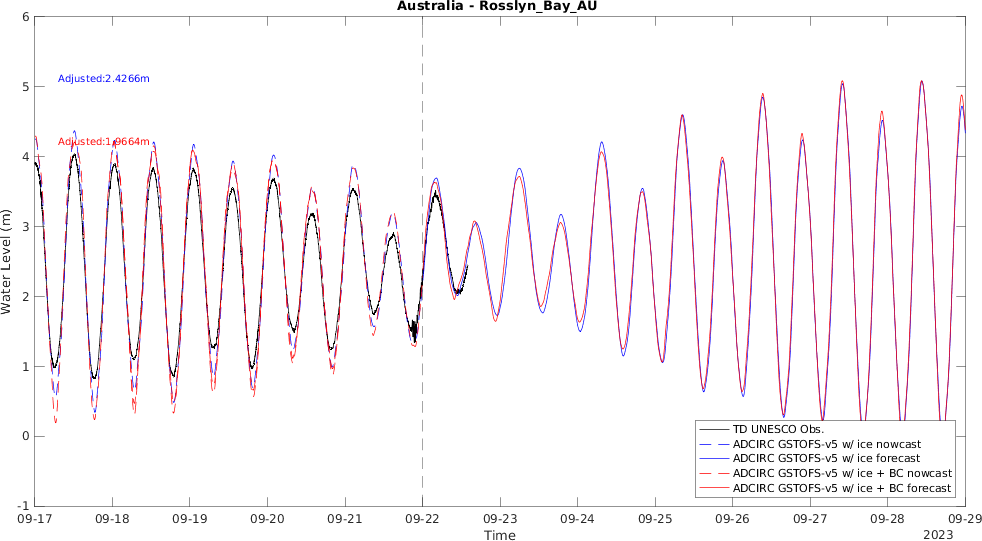 Australia - Rosslyn_Bay_AU
6
5
4
3
2
1
0
-1
Water Level (m)
Adjusted:2.4266m
Adjusted:1.9664m
TD UNESCO Obs.
ADCIRC GSTOFS-v5 w/ ice nowcast
ADCIRC GSTOFS-v5 w/ ice forecast
ADCIRC GSTOFS-v5 w/ ice + BC nowcast
ADCIRC GSTOFS-v5 w/ ice + BC forecast
09-17 09-18 09-19 09-20 09-21 09-22 09-23 09-24 09-25 09-26 09-27 09-28 09-29
Time
2023